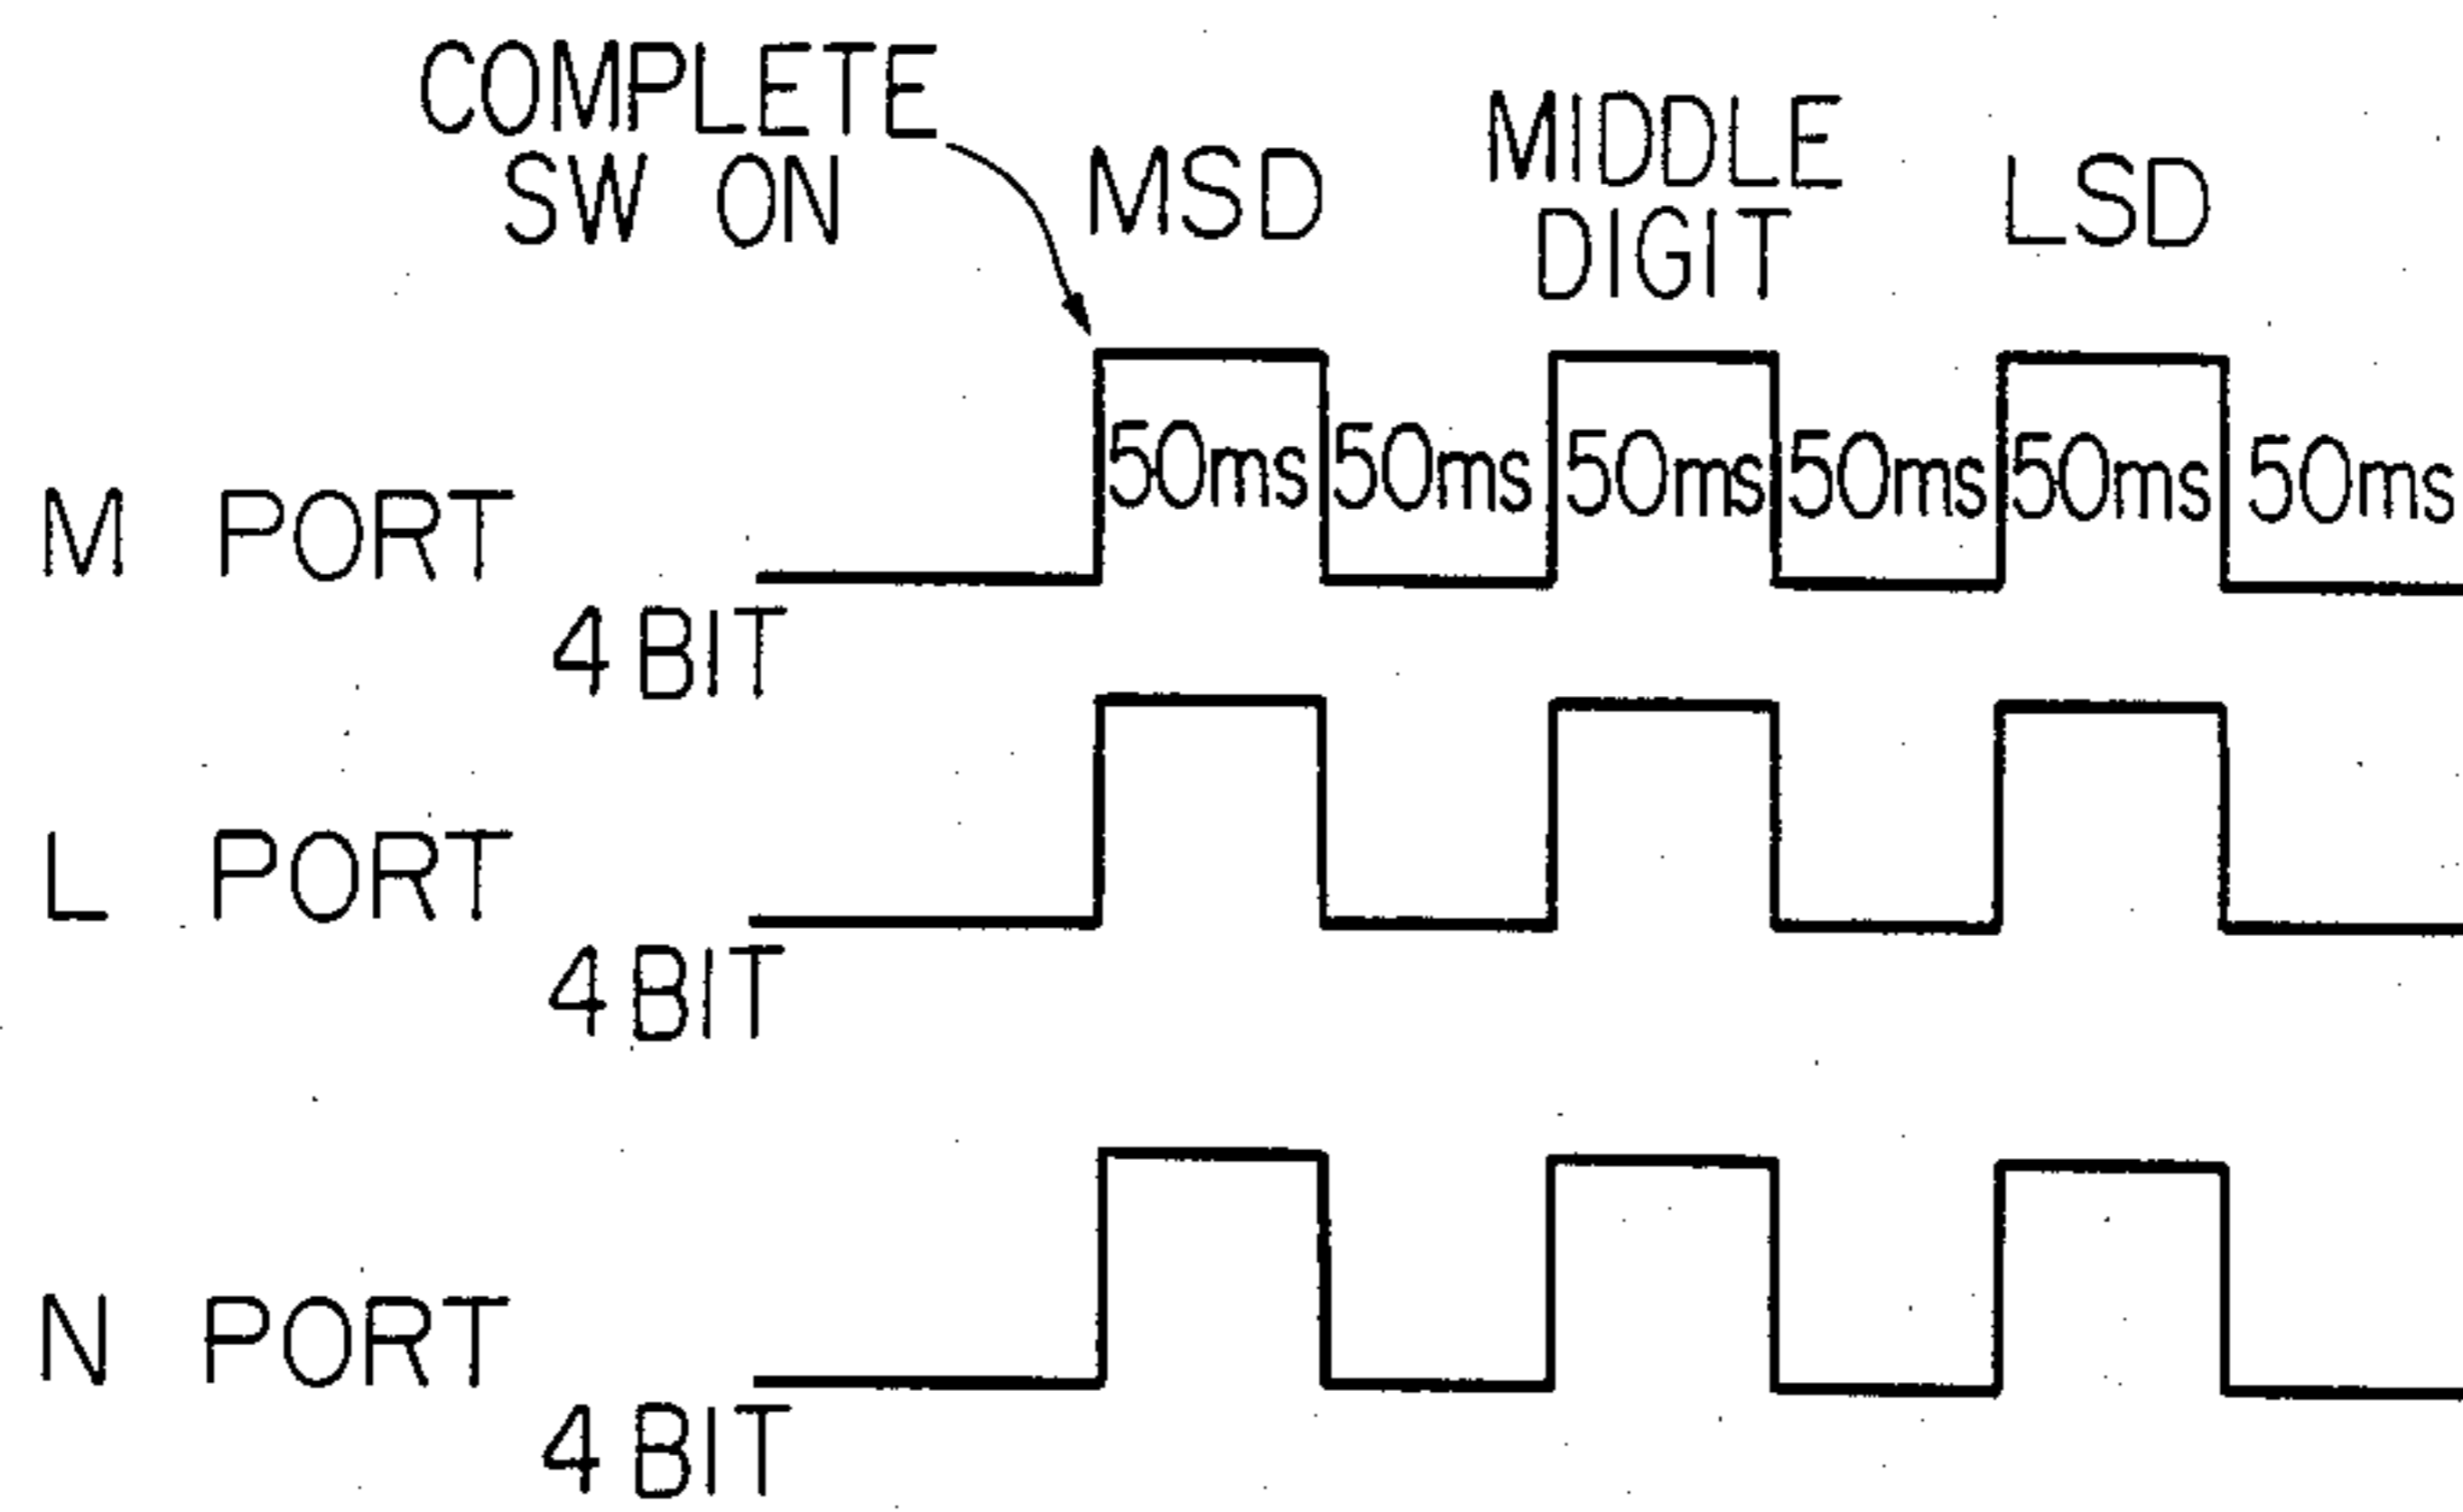 COMPLETE
SW ON
MSD
MIDDLE
DIGIT
LSD
50ms 50ms 50ms 50ms 50ms 50ms
M PORT
4 BIT
L PORT
4 BIT
N PORT
4 BIT